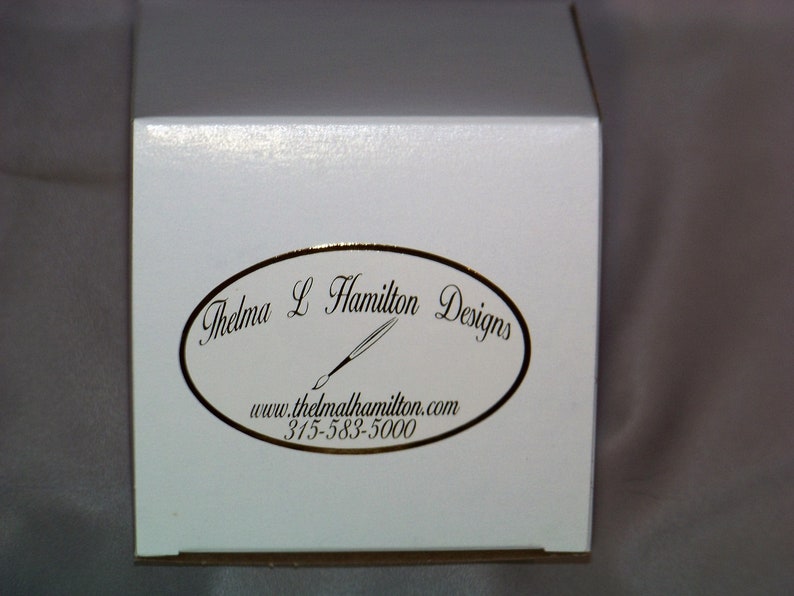 Thelma L Hamilton Designs
www.thelmalhamilton.com
315-583-5000